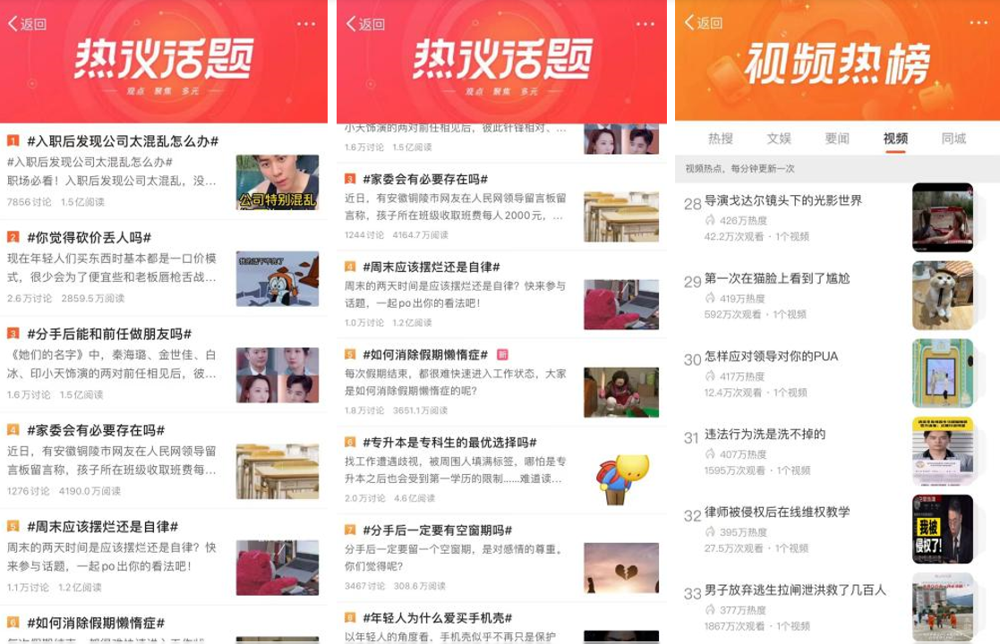 返回
热议话题
观点 聚焦 多元
1 #入职后发现公司太混乱怎么办#
#入职后发现公司太混乱怎么办#
职场必看！入职后发现公司太混乱，没...
7856讨论 1.5亿阅读
公司特别混乱
2 #你觉得砍价丢人吗#
现在年轻人们买东西时基本都是一口价模
式，很少会为了便宜些和老板唇枪舌战...
2.6万讨论 2859.5万阅读
3 #分手后能和前任做朋友吗#
《她们的名字》中，秦海璐、金世佳、白
冰、印小天饰演的两对前任相见后，彼...
1.6万讨论 1.5亿阅读
4 #家委会有必要存在吗#
近日，有安徽铜陵市网友在人民网领导留
言板留言称，孩子所在班级收取班费每...
1276讨论 4190.0万阅读
5 #周末应该摆烂还是自律#
周末的两天时间是应该摆烂还是自律？快
来参与话题，一起po出你的看法吧！
1.1万讨论 1.2亿阅读
6 #如何消除假期懒惰症#
返回
热议话题
观点 聚焦 多元
小天饰演的两对前任相见后，彼此针锋相对、...
1.6万讨论 1.5亿阅读
3 #家委会有必要存在吗#
近日，有安徽铜陵市网友在人民网领导留言板留
言称，孩子所在班级收取班费每人2000元，...
1244讨论 4164.7万阅读
4 #周末应该摆烂还是自律#
周末的两天时间是应该摆烂还是自律？快来参与
话题，一起po出你的看法吧！
1.0万讨论 1.2亿阅读
5 #如何消除假期懒惰症# 新
每次假期结束，都很难快速进入工作状态，大家
是如何消除假期懒惰症的呢？
1.8万讨论 3651.1万阅读
6 #专升本是专科生的最优选择吗#
找工作遭遇歧视，被周围人填满标签，哪怕是专
升本之后也会受到第一学历的限制......难道读...
2.0万讨论 4.6亿阅读
7 #分手后一定要有空窗期吗#
分手后一定要留一个空窗期，是对感情的尊重。
你们觉得呢？
3467讨论 308.6万阅读
8 #年轻人为什么爱买手机壳#
以年轻人的角度看，手机壳似乎不再只是保护
返回
视频热榜
热搜 文娱 要闻 视频 同城
视频热点，每分钟更新一次
28 导演戈达尔镜头下的光影世界
426万热度
42.2万次观看 · 1个视频
29 第一次在猫脸上看到了尴尬
419万热度
592万次观看 · 1个视频
30 怎样应对领导对你的PUA
417万热度
12.4万次观看 · 1个视频
31 违法行为洗是洗不掉的
407万热度
1595万次观看 · 1个视频
32 律师被侵权后在线维权教学
395万热度
27.5万次观看 · 1个视频
我被
侵权了!
33 男子放弃逃生拉闸泄洪救了几百人
377万热度
1867万次观看 · 1个视频